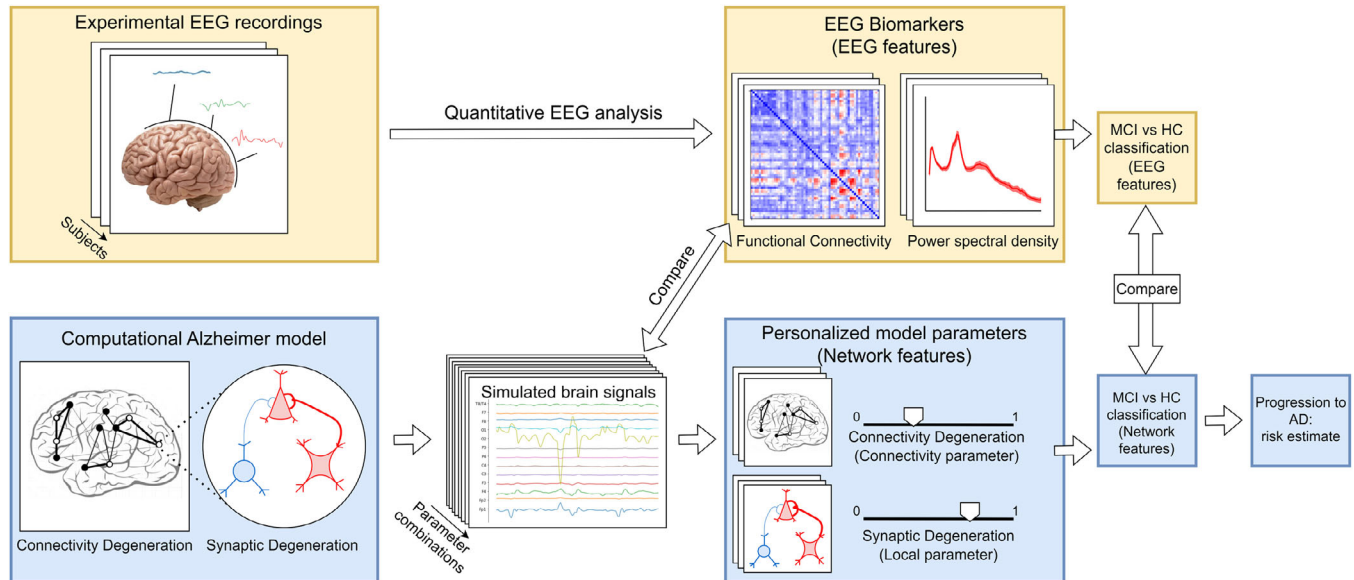 Experimental EEG recordings
Subjects
Quantitative EEG analysis
EEG Biomarkers
(EEG features)
Functional Connectivity
Power spectral density
MCI vs HC
classification
(EEG
features)
Compare
Compare
Computational Alzheimer model
Connectivity Degeneration
Synaptic Degeneration
Simulated brain signals
Parameter
combinations
Personalized model parameters
(Network features)
0 1
Connectivity Degeneration
(Connectivity parameter)
0 1
Synaptic Degeneration
(Local parameter)
MCI vs HC
classification
(Network
features)
Progression to
AD:
risk estimate